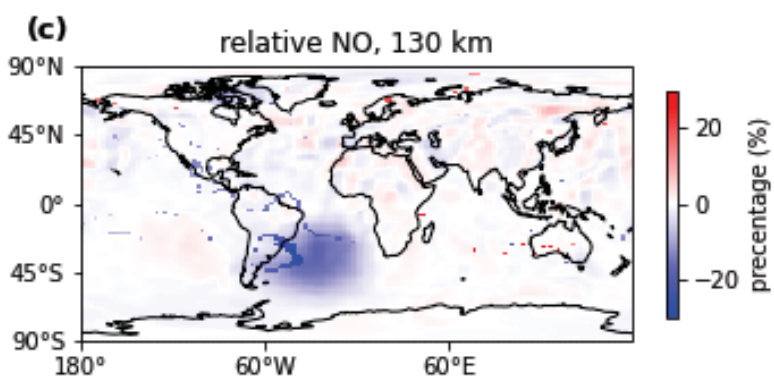 (c)
relative NO, 130 km
90°N
45°N
0°
45°S
90°S
180°
60°W
60°E
20
0
−20
precentage (%)